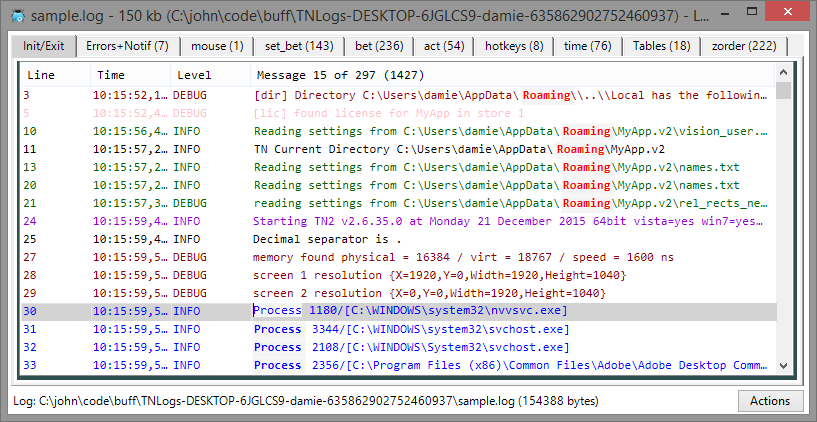 sample.log - 150 kb (C:\john\code\buff\TNLogs-DESKTOP-6JGLCS9-damie-635862902752460937) - L...
Init/Exit Errors+Notif (7) mouse (1) set_bet (143) bet (236) act (54) hotkeys (8) time (76) Tables (18) zorder (222)
Line Time Level Message 15 of 297 (1427)
3 10:15:52,1... DEBUG [dir] Directory C:\Users\damie\AppData\Roaming\\..\\Local has the followin...
5 10:15:52,4... DEBUG [lic] found license for MyApp in store 1
10 10:15:56,4... INFO Reading settings from C:\Users\damie\AppData\Roaming\MyApp.v2\vision_user....
11 10:15:57,2... INFO TN Current Directory C:\Users\damie\AppData\Roaming\MyApp.v2
13 10:15:57,2... INFO Reading settings from C:\Users\damie\AppData\Roaming\MyApp.v2\names.txt
20 10:15:57,2... INFO Reading settings from C:\Users\damie\AppData\Roaming\MyApp.v2\names.txt
21 10:15:57,3... DEBUG reading settings from C:\Users\damie\AppData\Roaming\MyApp.v2\rel_rects_ne...
24 10:15:59,4... INFO Starting TN2 v2.6.35.0 at Monday 21 December 2015 64bit vista=yes win7=yes...
25 10:15:59,4... INFO Decimal separator is .
27 10:15:59,5... DEBUG memory found physical = 16384 / virt = 18767 / speed = 1600 ns
28 10:15:59,5... DEBUG screen 1 resolution {X=1920,Y=0,Width=1920,Height=1040}
29 10:15:59,5... DEBUG screen 2 resolution {X=0,Y=0,Width=1920,Height=1040}
30 10:15:59,5... INFO Process 1180/[C:\WINDOWS\system32\nvvsvc.exe]
31 10:15:59,5... INFO Process 3344/[C:\WINDOWS\system32\svchost.exe]
32 10:15:59,5... INFO Process 2108/[C:\WINDOWS\system32\svchost.exe]
33 10:15:59,5... INFO Process 2356/[C:\Program Files (x86)\Common Files\Adobe\Adobe Desktop Comm...
Log: C:\john\code\buff\TNLogs-DESKTOP-6JGLCS9-damie-635862902752460937\sample.log (154388 bytes) Actions